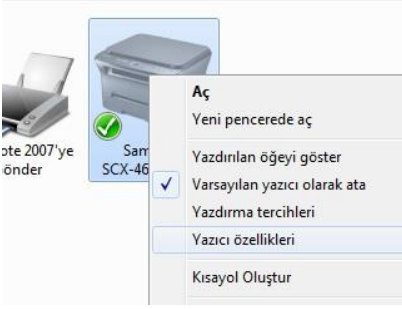 Aç
Yeni pencerede aç
Yazdırılan öğeyi göster
Varsayılan yazıcı olarak ata
Yazdırma tercihleri
Yazıcı özellikleri
Kısayol Oluştur
ote 2007'ye
önder
Sam
SCX-46